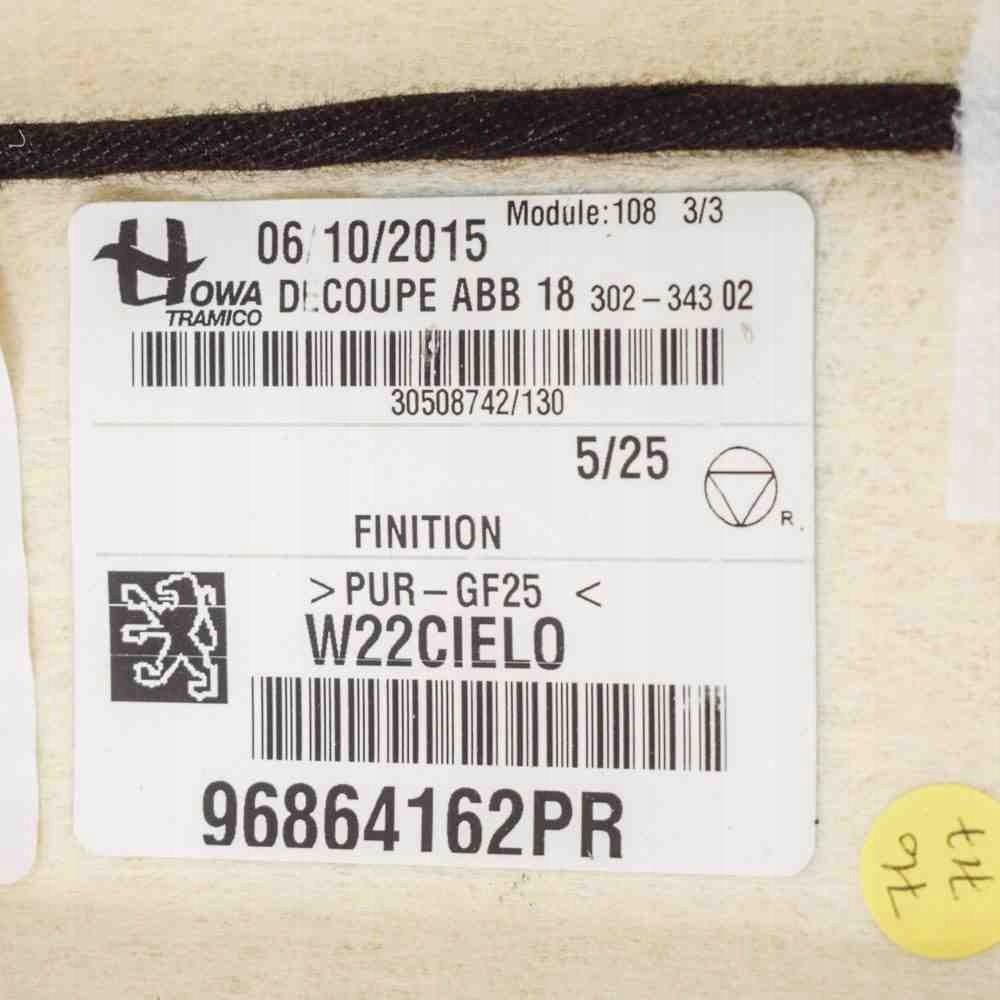 Module:108 3/3
06/10/2015
HOWA
TRAMICO
DECOUPE ABB 18 302-343 02
30508742/130
5/25
R.
FINITION
>PUR-GF25 <
W22CIELO
96864162PR